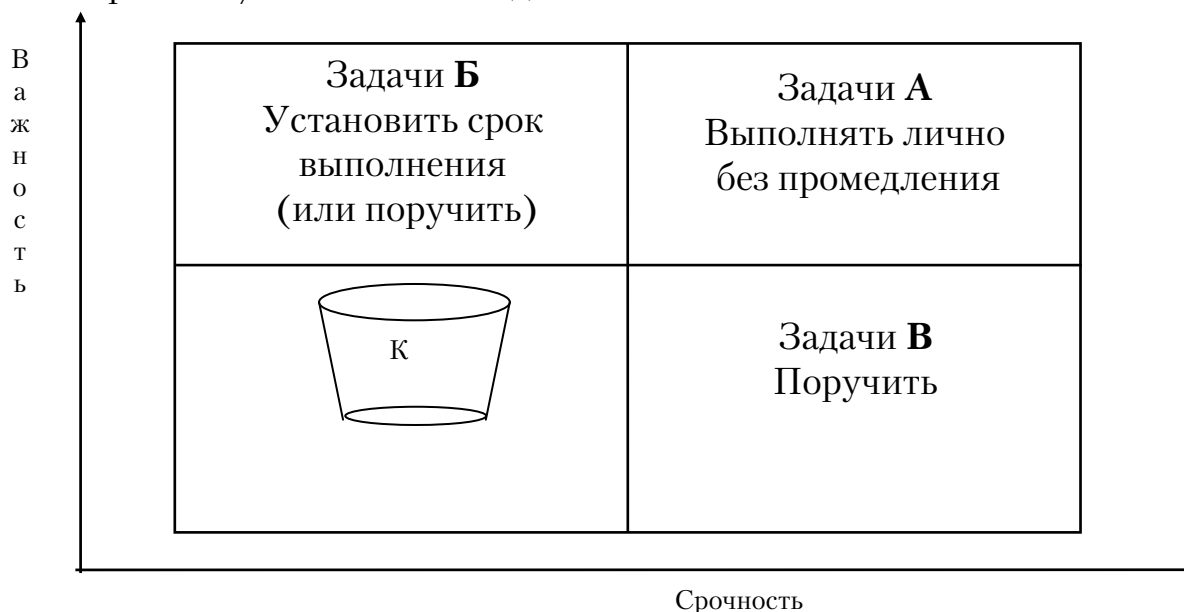 Важность
Задачи Б
Установить срок
выполнения
(или поручить)
Задачи А
Выполнять лично
без промедления
К
Задачи В
Поручить
Срочность